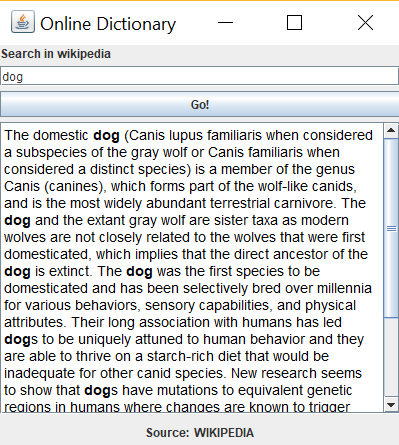 Online Dictionary
Search in wikipedia
dog
Go!
The domestic dog (Canis lupus familiaris when considered
a subspecies of the gray wolf or Canis familiaris when
considered a distinct species) is a member of the genus
Canis (canines), which forms part of the wolf-like canids,
and is the most widely abundant terrestrial carnivore. The
dog and the extant gray wolf are sister taxa as modern
wolves are not closely related to the wolves that were first
domesticated, which implies that the direct ancestor of the
dog is extinct. The dog was the first species to be
domesticated and has been selectively bred over millennia
for various behaviors, sensory capabilities, and physical
attributes. Their long association with humans has led
dogs to be uniquely attuned to human behavior and they
are able to thrive on a starch-rich diet that would be
inadequate for other canid species. New research seems
to show that dogs have mutations to equivalent genetic
regions in humans where changes are known to trigger
Source: WIKIPEDIA